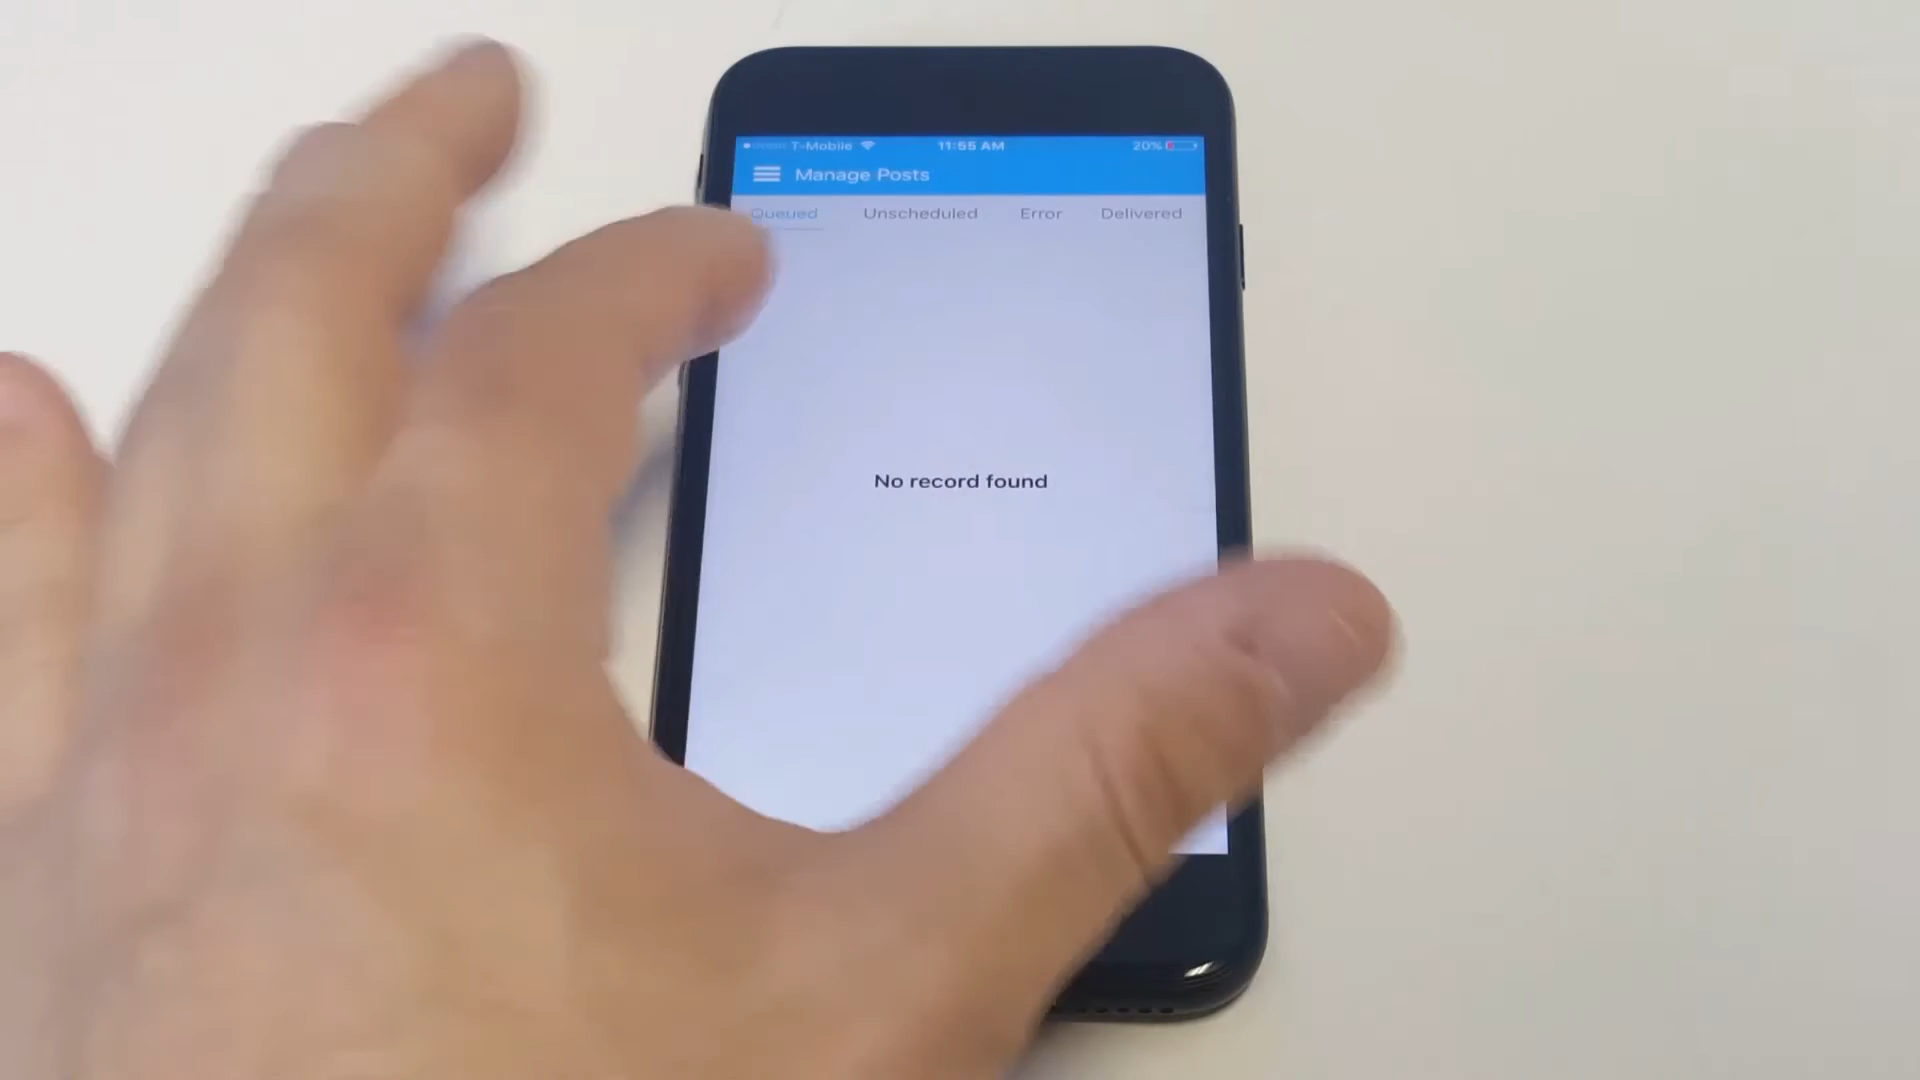 T-Mobile 11:55 AM 20%
Manage Posts
Queued Unscheduled Error Delivered
No record found